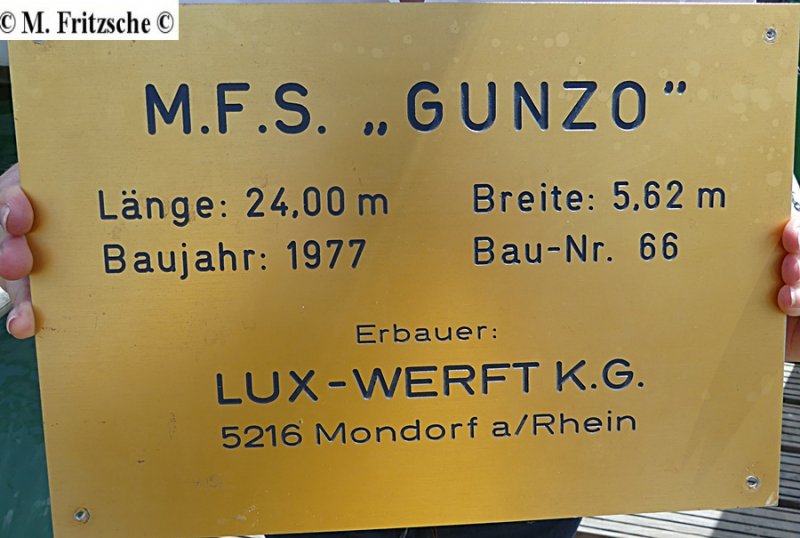 © M. Fritzsche ©
M.F.S. „GUNZO”
Länge: 24,00 m Breite: 5,62 m
Baujahr: 1977 Bau-Nr. 66
Erbauer:
LUX-WERFT K.G.
5216 Mondorf a/Rhein